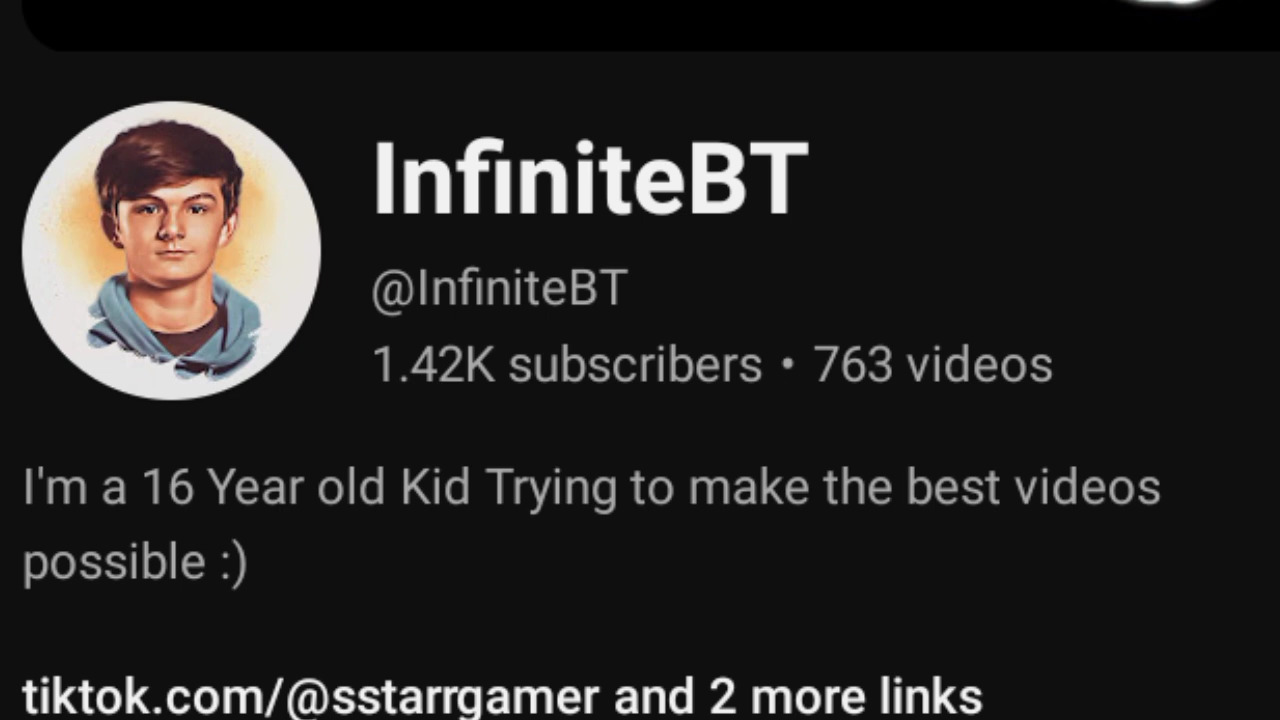 InfiniteBT
@InfiniteBT
1.42K subscribers • 763 videos
I'm a 16 Year old Kid Trying to make the best videos
possible :)
tiktok.com/@sstarrgamer and 2 more links